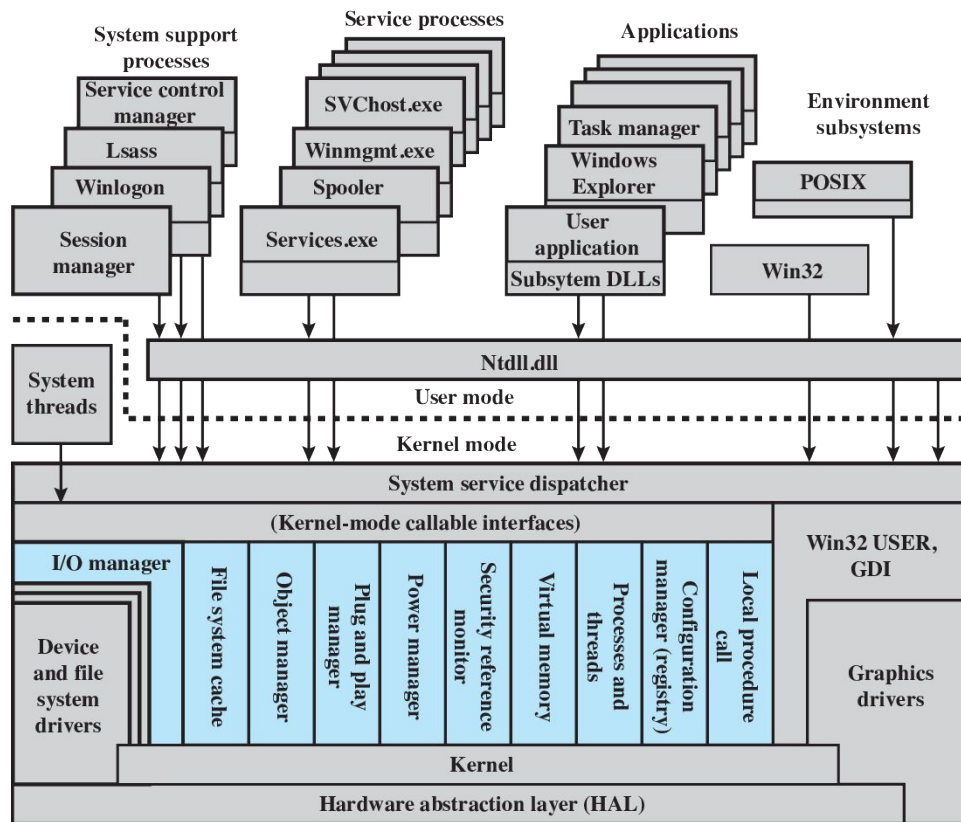 System support
processes
Service processes
Applications
Environment
subsystems
Service control
manager
Lsass
Winlogon
Session
manager
SVChost.exe
Winmgmt.exe
Spooler
Services.exe
Task manager
Windows
Explorer
User
application
Subsytem DLLs
POSIX
Win32
System
threads
Ntdll.dll
User mode
Kernel mode
System service dispatcher
(Kernel-mode callable interfaces)
Win32 USER,
GDI
I/O manager
Device
and file
system
drivers
File system cache
Object manager
Plug and play
manager
Power manager
Security reference
monitor
Virtual memory
Processes and
threads
Configuration
manager (registry)
Local procedure
call
Graphics
drivers
Kernel
Hardware abstraction layer (HAL)